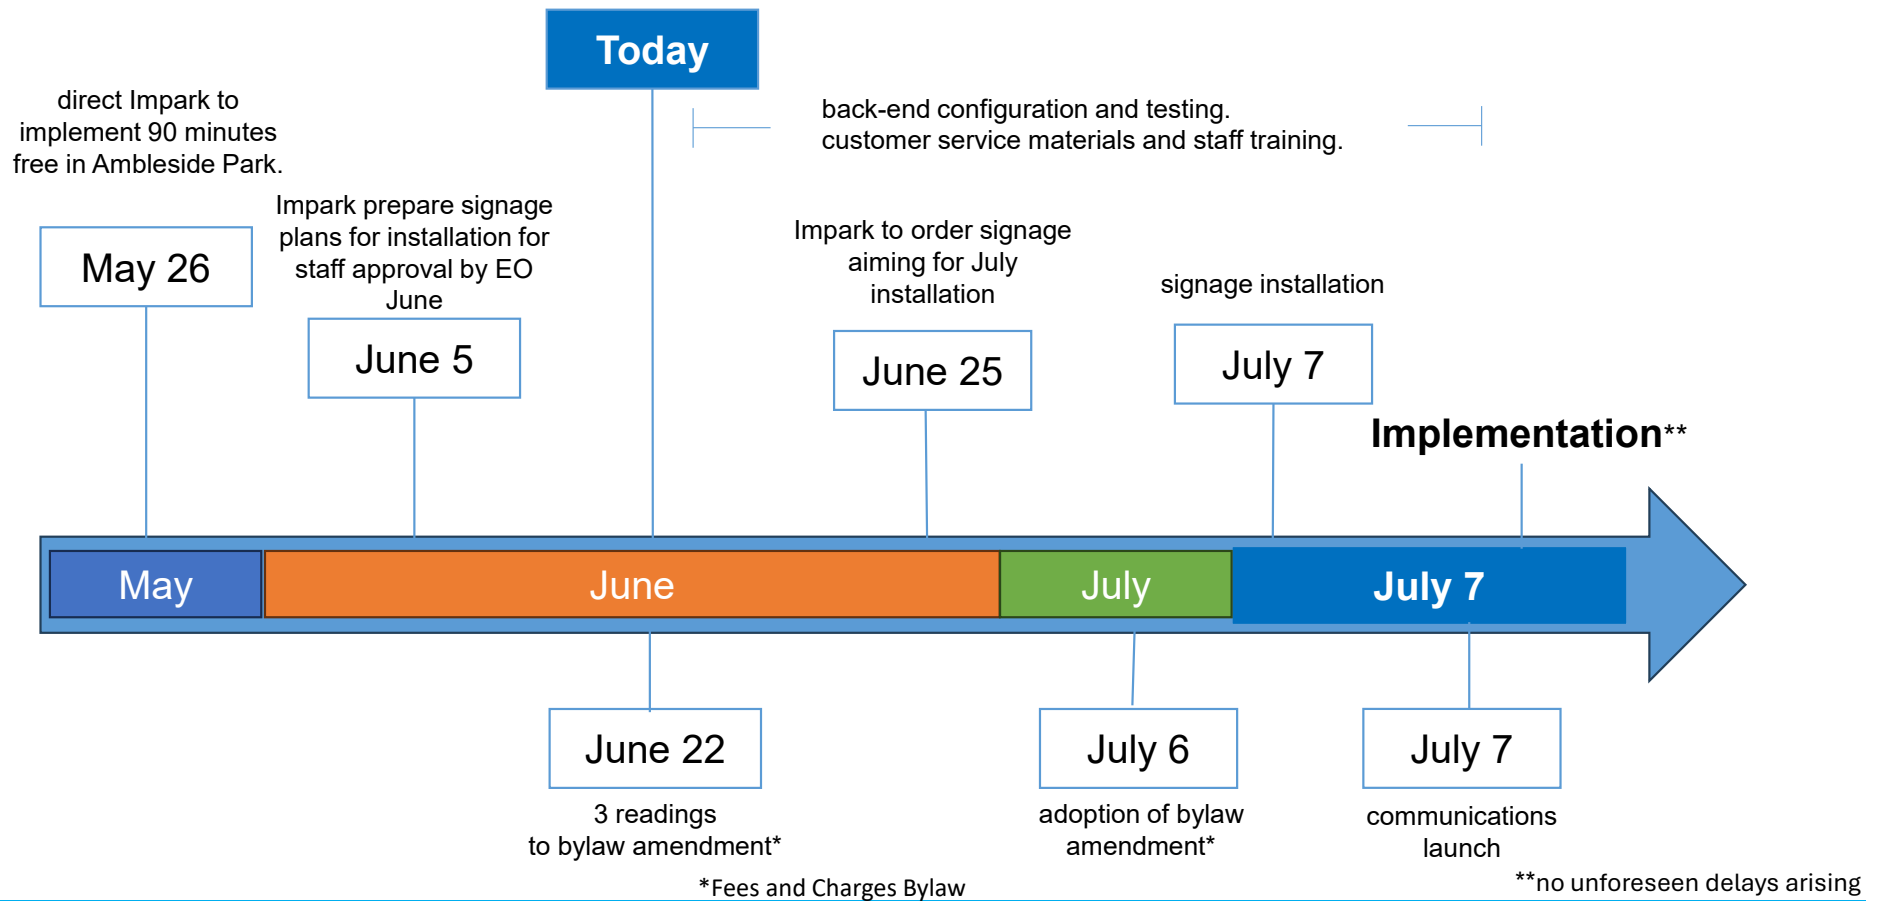 Today
direct Impark to
implement 90 minutes
free in Ambleside Park.
back-end configuration and testing.
customer service materials and staff training.
May 26
Impark prepare signage
plans for installation for
staff approval by EO
June
June 5
Impark to order signage
aiming for July
installation
June 25
signage installation
July 7
Implementation**
May
June
July
July 7
June 22
3 readings
to bylaw amendment*
July 6
adoption of bylaw
amendment*
July 7
communications
launch
*Fees and Charges Bylaw
**no unforeseen delays arising